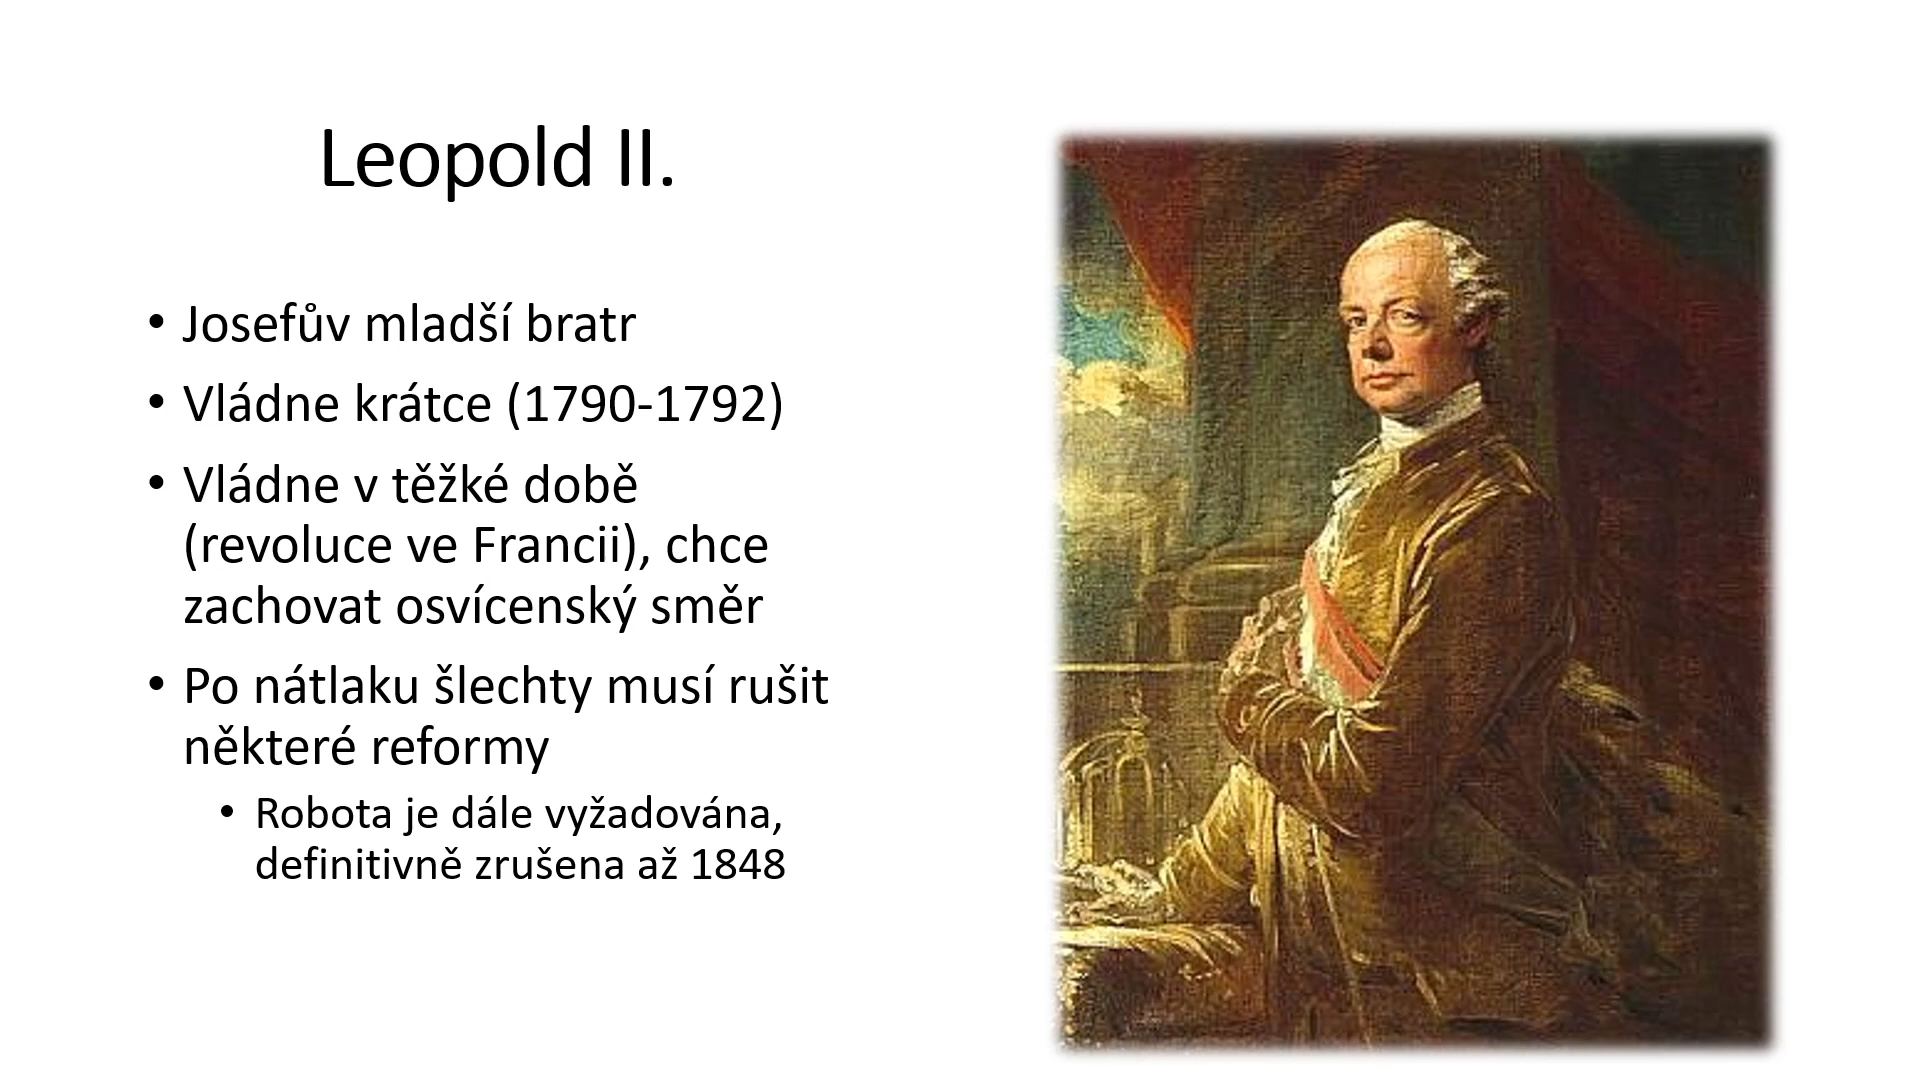 Leopold II.
• Josefův mladší bratr
• Vládne krátce (1790-1792)
• Vládne v těžké době
(revoluce ve Francii), chce
zachovat osvícenský směr
• Po nátlaku šlechty musí rušit
některé reformy
• Robota je dále vyžadována,
definitivně zrušena až 1848